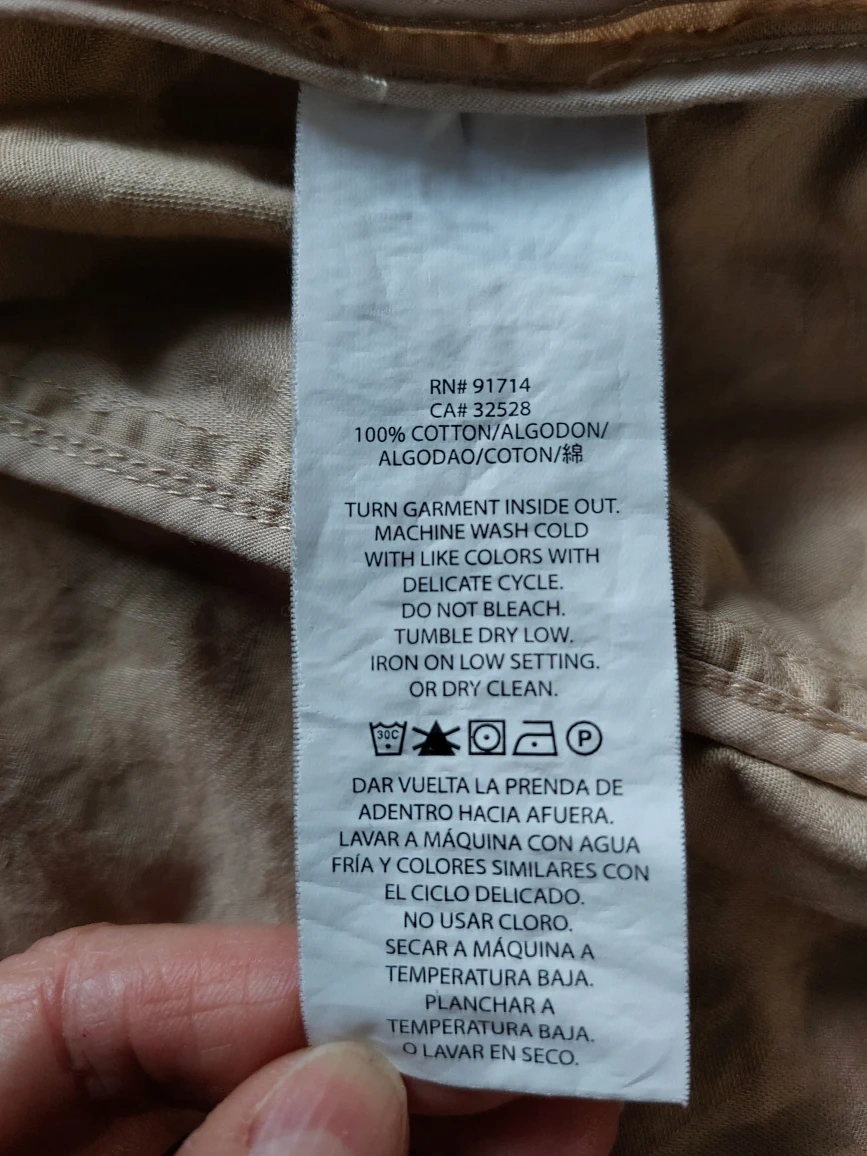 RN# 91714
CA# 32528
100% COTTON/ALGODON/
ALGODAO/COTON/綿
TURN GARMENT INSIDE OUT.
MACHINE WASH COLD
WITH LIKE COLORS WITH
DELICATE CYCLE.
DO NOT BLEACH.
TUMBLE DRY LOW.
IRON ON LOW SETTING.
OR DRY CLEAN.
30C P
DAR VUELTA LA PRENDA DE
ADENTRO HACIA AFUERA.
LAVAR A MÁQUINA CON AGUA
FRÍA Y COLORES SIMILARES CON
EL CICLO DELICADO.
NO USAR CLORO.
SECAR A MÁQUINA A
TEMPERATURA BAJA.
PLANCHAR A
TEMPERATURA BAJA.
O LAVAR EN SECO.